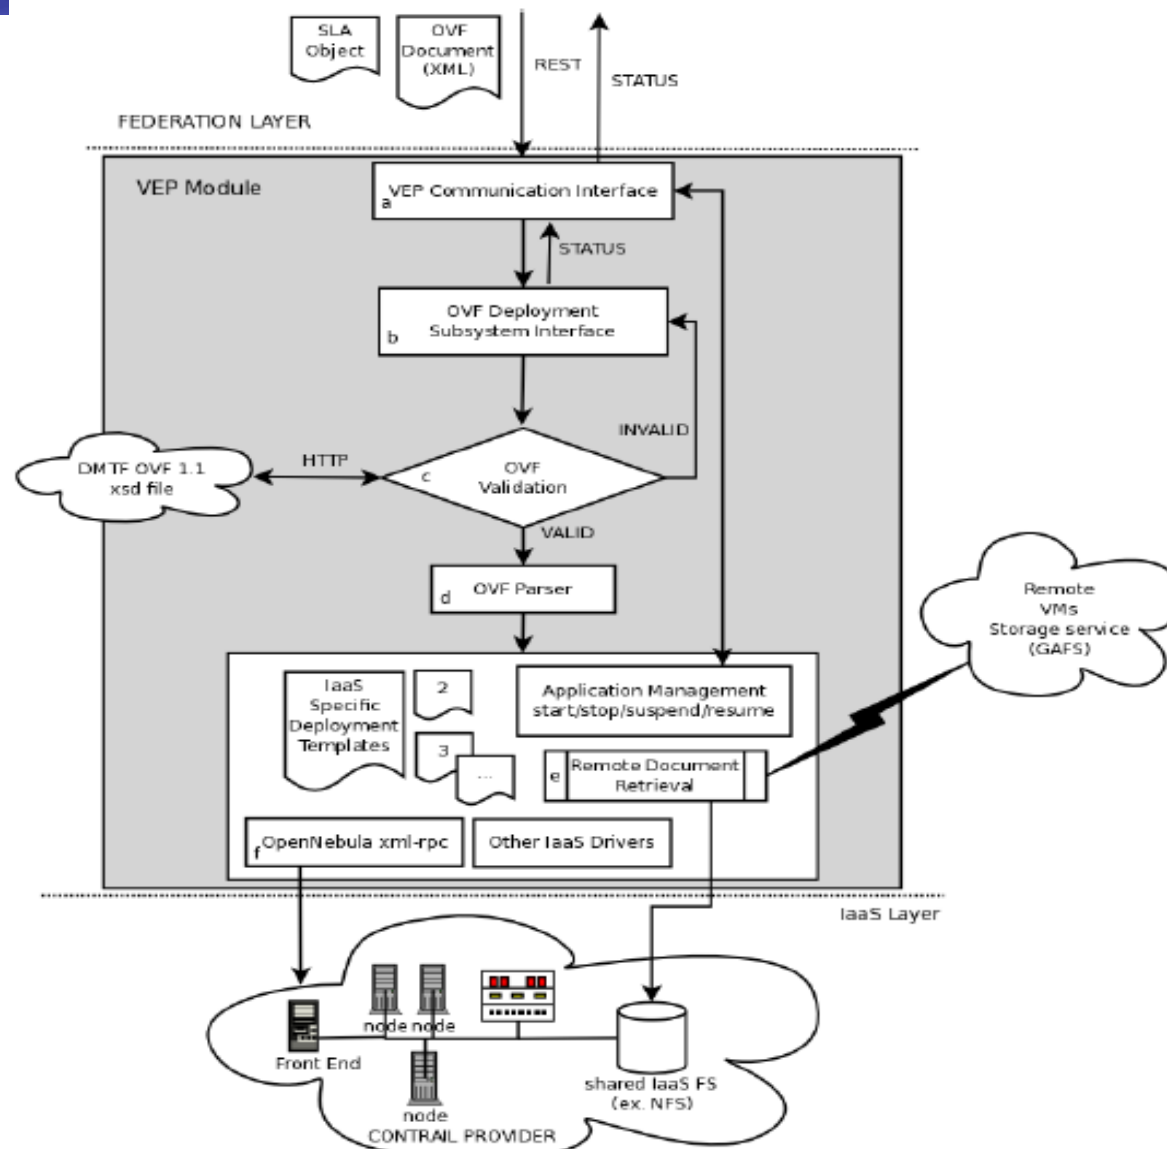 SLA
Object
OVF
Document
(XML)
REST
STATUS
FEDERATION LAYER
VEP Module
VEP Communication Interface
a
STATUS
OVF Deployment
Subsystem Interface
b
INVALID
DMTF OVF 1.1
xsd file
HTTP
c
OVF
Validation
VALID
OVF Parser
d
Remote
VMs
Storage service
(GAFS)
IaaS
Specific
Deployment
Templates
2
3
...
Application Management
start/stop/suspend/resume
e
Remote Document
Retrieval
OpenNebula xml-rpc
f
Other IaaS Drivers
IaaS Layer
node
node
Front End
node
shared IaaS FS
(ex. NFS)
CONTRAIL PROVIDER